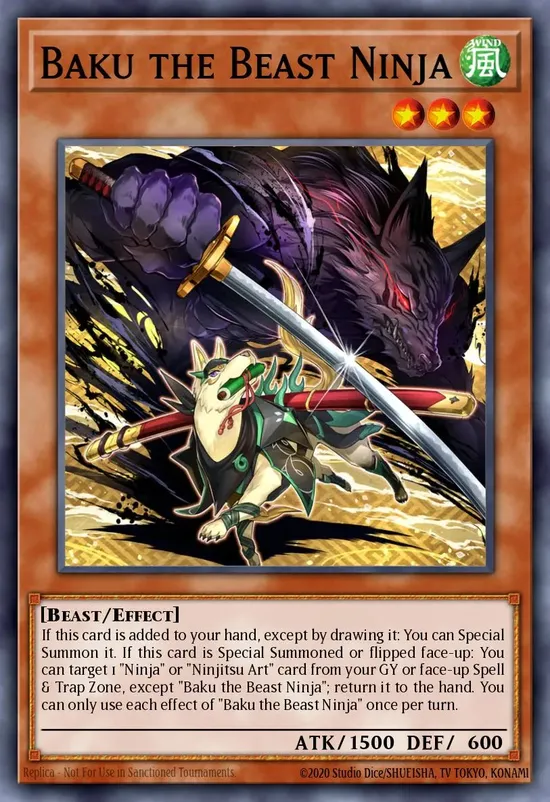 BAKU THE BEAST NINJA
WIND
風
[BEAST/EFFECT]
If this card is added to your hand, except by drawing it: You can Special
Summon it. If this card is Special Summoned or flipped face-up: You
can target 1 "Ninja" or "Ninjitsu Art" card from your GY or face-up Spell
& Trap Zone, except "Baku the Beast Ninja"; return it to the hand. You
can only use each effect of "Baku the Beast Ninja" once per turn.
ATK/1500 DEF/ 600
Replica - Not For Use in Sanctioned Tournaments
©2020 Studio Dice/SHUEISHA, TV TOKYO, KONAMI